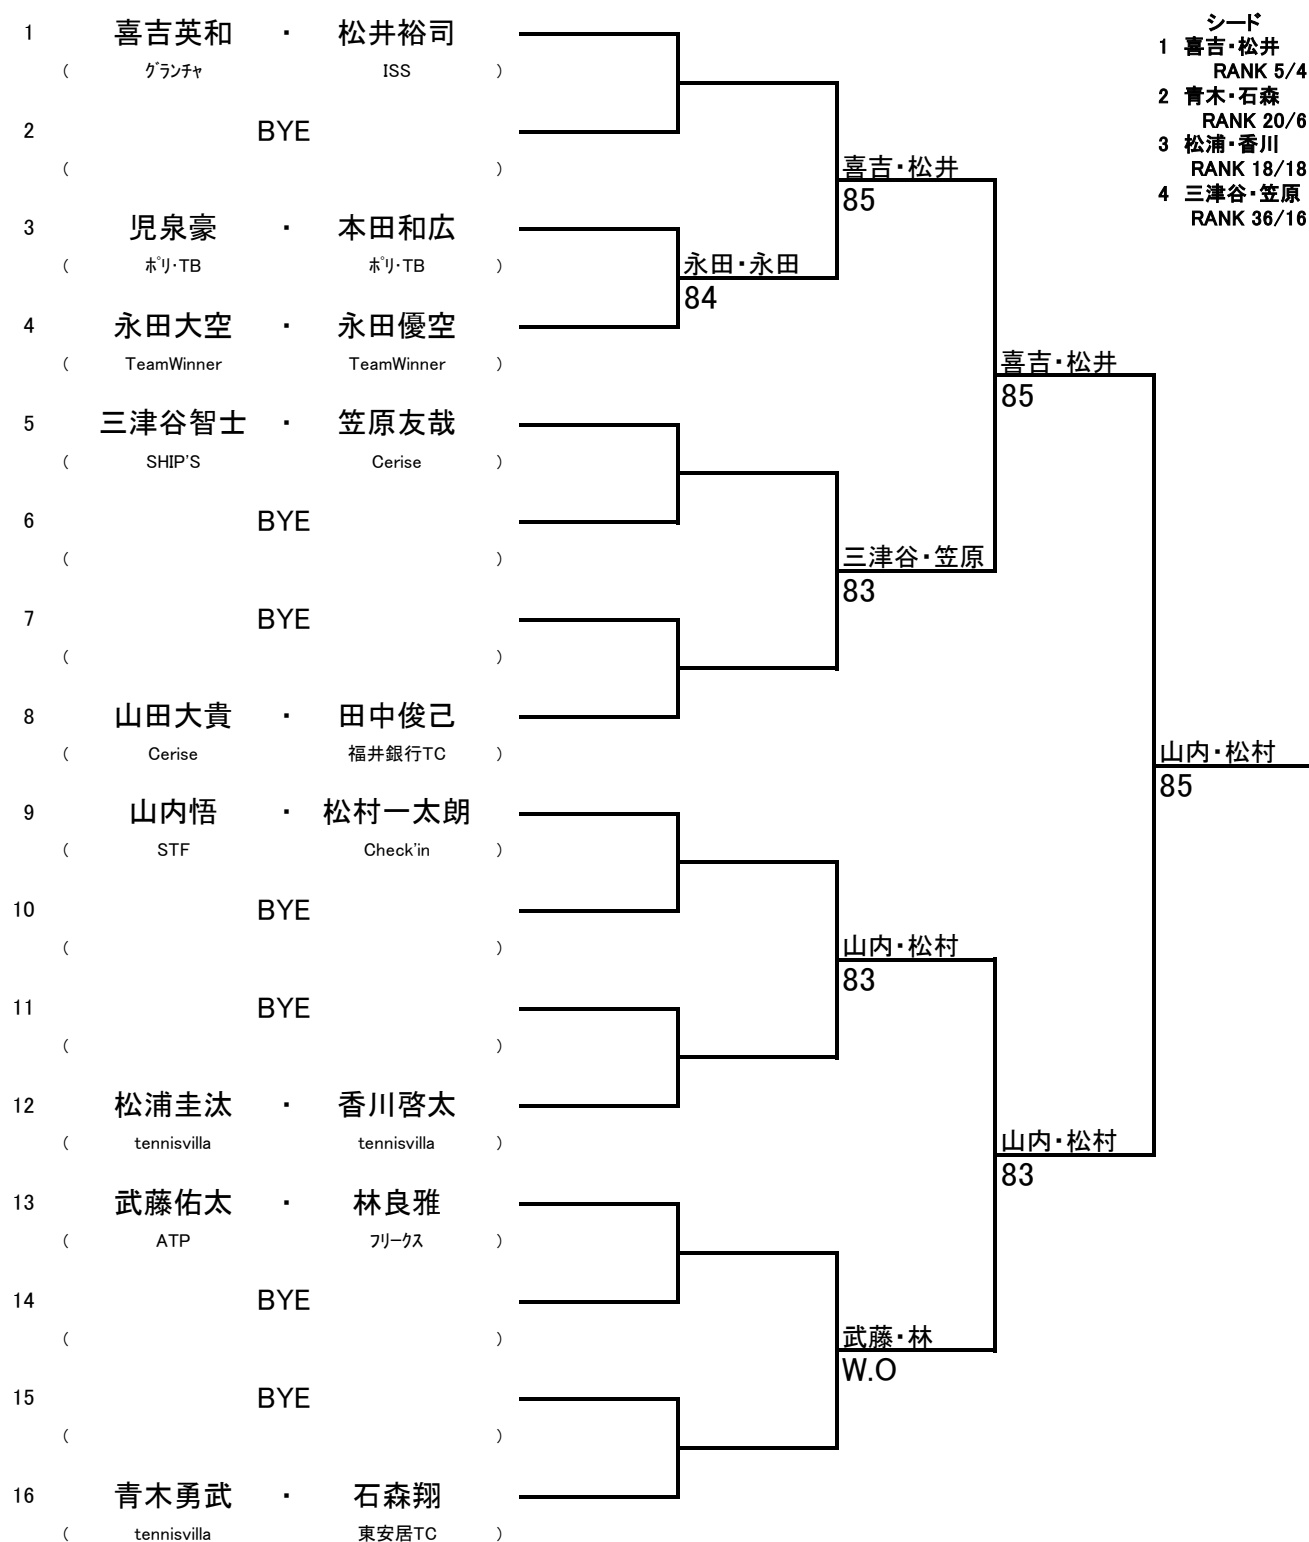 シード
1 喜吉・松井
RANK 5/4
2 青木・石森
RANK 20/6
3 松浦・香川
RANK 18/18
4 三津谷・笠原
RANK 36/16
1 喜吉英和 ・ 松井裕司
( グランチャ ISS )
2 BYE
( )
喜吉・松井
85
3 児泉豪 ・ 本田和広
( ポリ・TB ポリ・TB )
永田・永田
84
4 永田大空 ・ 永田優空
( TeamWinner TeamWinner )
喜吉・松井
85
5 三津谷智士 ・ 笠原友哉
( SHIP'S Cerise )
6 BYE
( )
三津谷・笠原
83
7 BYE
( )
8 山田大貴 ・ 田中俊己
( Cerise 福井銀行TC )
山内・松村
85
9 山内悟 ・ 松村一太朗
( STF Check'in )
10 BYE
( )
山内・松村
83
11 BYE
( )
12 松浦圭汰 ・ 香川啓太
( tennisvilla tennisvilla )
山内・松村
83
13 武藤佑太 ・ 林良雅
( ATP フリークス )
14 BYE
( )
武藤・林
W.O
15 BYE
( )
16 青木勇武 ・ 石森翔
( tennisvilla 東安居TC )